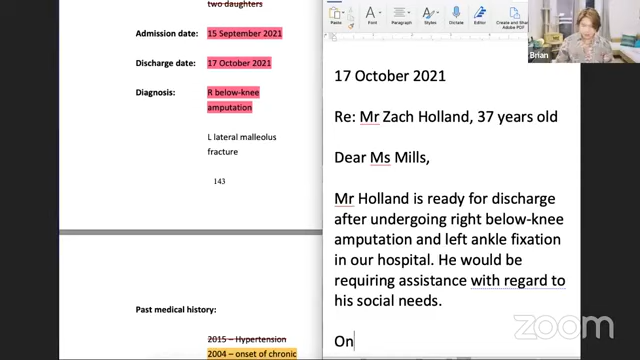 two daughters
Admission date: 15 September 2021
Discharge date: 17 October 2021
Diagnosis: R below-knee
amputation
L lateral malleolus
fracture
143
Past medical history:
2015 – Hypertension
2004 – onset of chronic
Paste
Font
Paragraph
Styles
Editing
Create and Share
Adobe PDF
Brian
17 October 2021
Re: Mr Zach Holland, 37 years old
Dear Ms Mills,
Mr Holland is ready for discharge
after undergoing right below-knee
amputation and left ankle fixation
in our hospital. He would be
requiring assistance with regard to
his social needs.
On
zoom